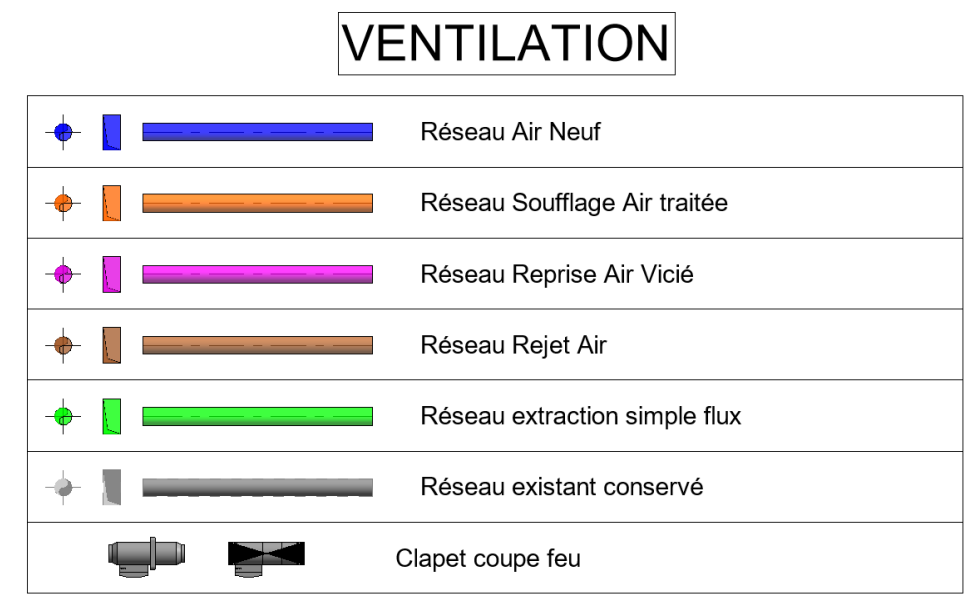 VENTILATION
Réseau Air Neuf
Réseau Soufflage Air traitée
Réseau Reprise Air Vicié
Réseau Rejet Air
Réseau extraction simple flux
Réseau existant conservé
Clapet coupe feu